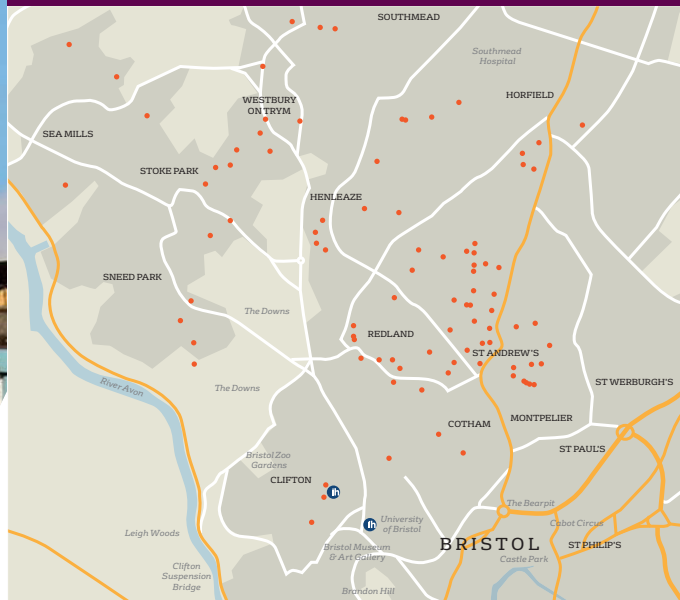 SOUTHMEAD
Southmead
Hospital
HORFIELD
WESTBURY
ON TRYM
SEA MILLS
STOKE PARK
HENLEAZE
SNEED PARK
The Downs
REDLAND
ST ANDREW'S
River Avon
The Downs
ST WERBURGH'S
MONTPELIER
COTHAM
ST PAUL'S
Bristol Zoo
Gardens
CLIFTON
The Bearpit
University
of Bristol
Cabot Circus
Leigh Woods
BRISTOL
ST PHILIP'S
Bristol Museum
& Art Gallery
Castle Park
Clifton
Suspension
Bridge
Brandon Hill